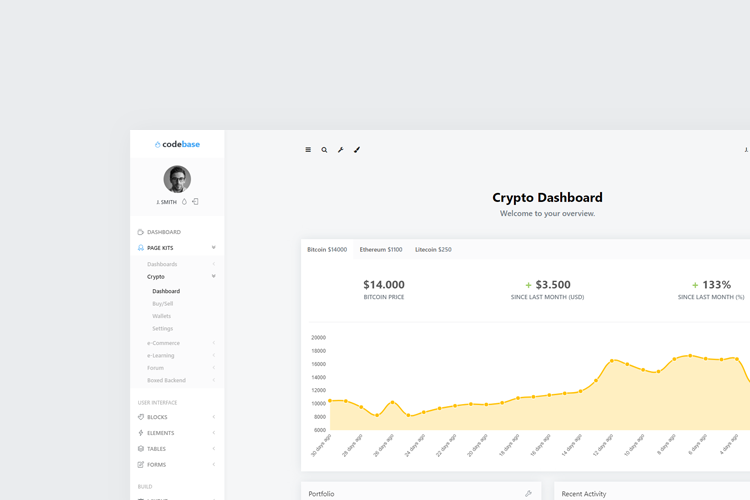 codebase
J. SMITH
DASHBOARD
PAGE KITS
Dashboards
Crypto
Dashboard
Buy/Sell
Wallets
Settings
e-Commerce
e-Learning
Forum
Boxed Backend
USER INTERFACE
BLOCKS
ELEMENTS
TABLES
FORMS
BUILD
J.
Crypto Dashboard
Welcome to your overview.
Bitcoin $14000 Ethereum $1100 Litecoin $250
$14.000 + $3.500 + 133%
BITCOIN PRICE SINCE LAST MONTH (USD) SINCE LAST MONTH (%)
20000
18000
16000
14000
12000
10000
8000
6000
30 days ago 28 days ago 26 days ago 24 days ago 22 days ago 20 days ago 18 days ago 16 days ago 14 days ago 12 days ago 10 days ago 8 days ago 6 days ago 4 days ago
Portfolio Recent Activity